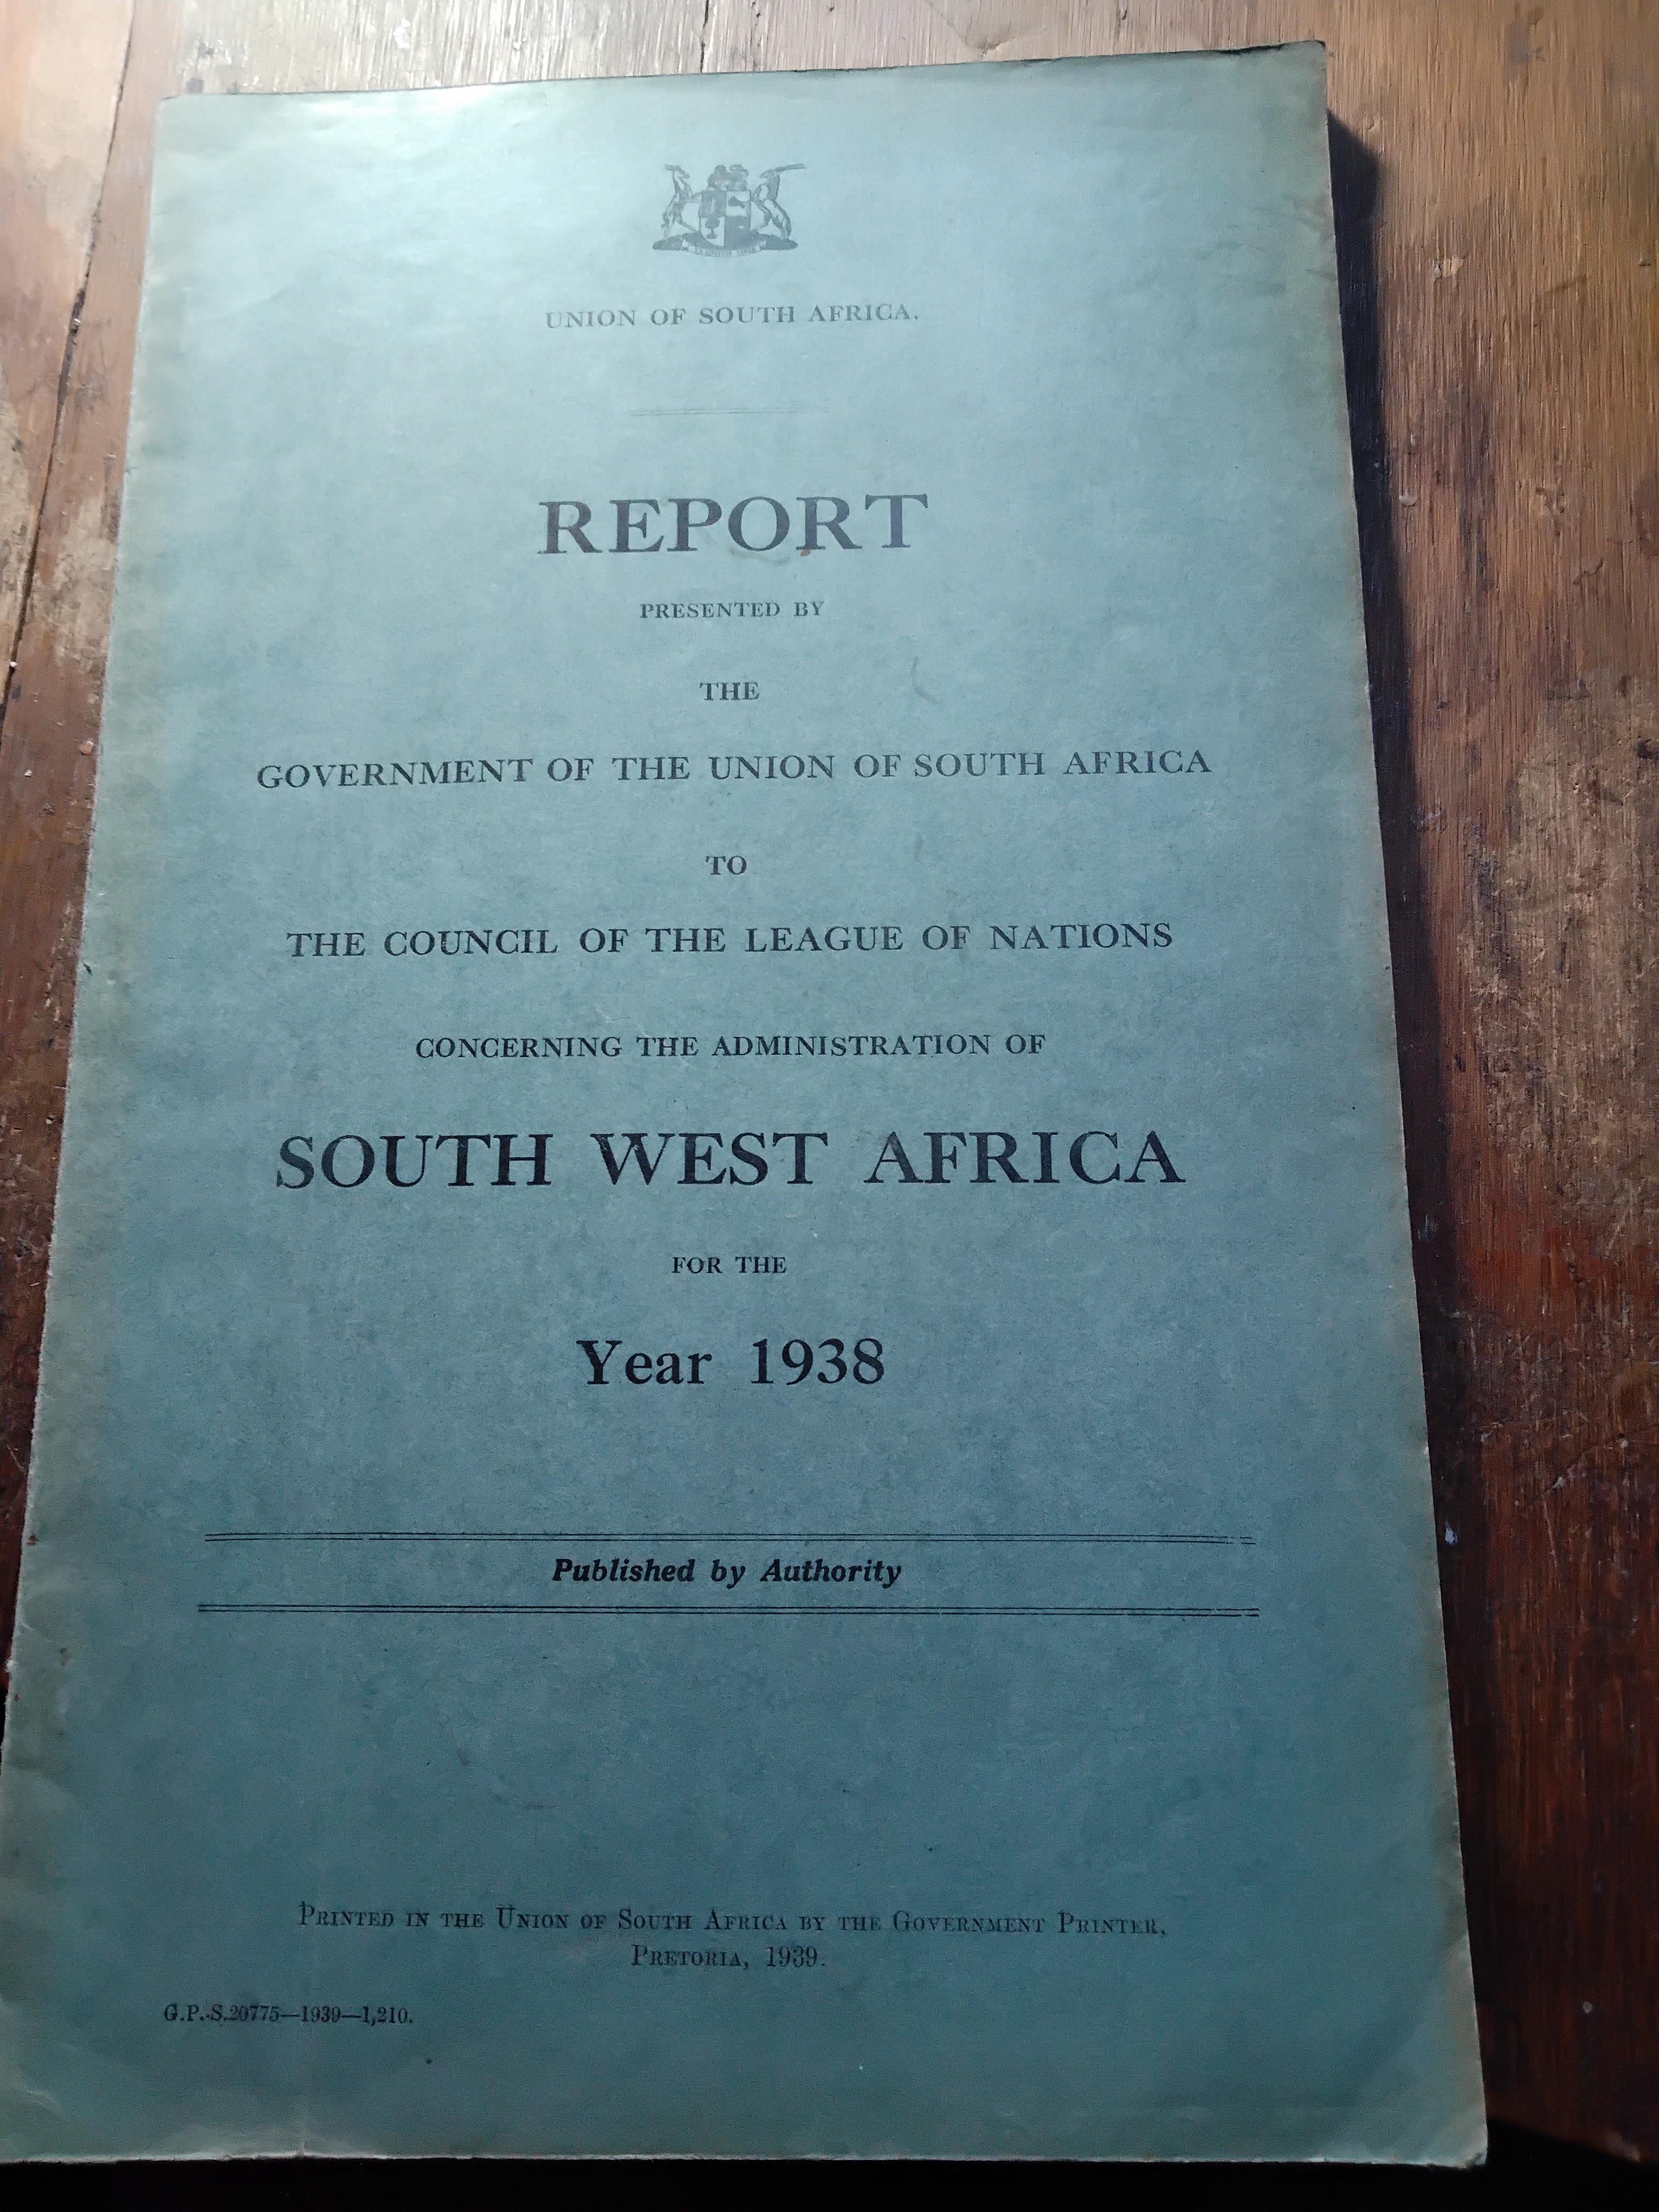 UNION OF SOUTH AFRICA.
REPORT
PRESENTED BY
THE
GOVERNMENT OF THE UNION OF SOUTH AFRICA
TO
THE COUNCIL OF THE LEAGUE OF NATIONS
CONCERNING THE ADMINISTRATION OF
SOUTH WEST AFRICA
FOR THE
Year 1938
Published by Authority
PRINTED IN THE UNION OF SOUTH AFRICA BY THE GOVERNMENT PRINTER,
PRETORIA, 1939.
G.P.-S.20775—1939—1,210.